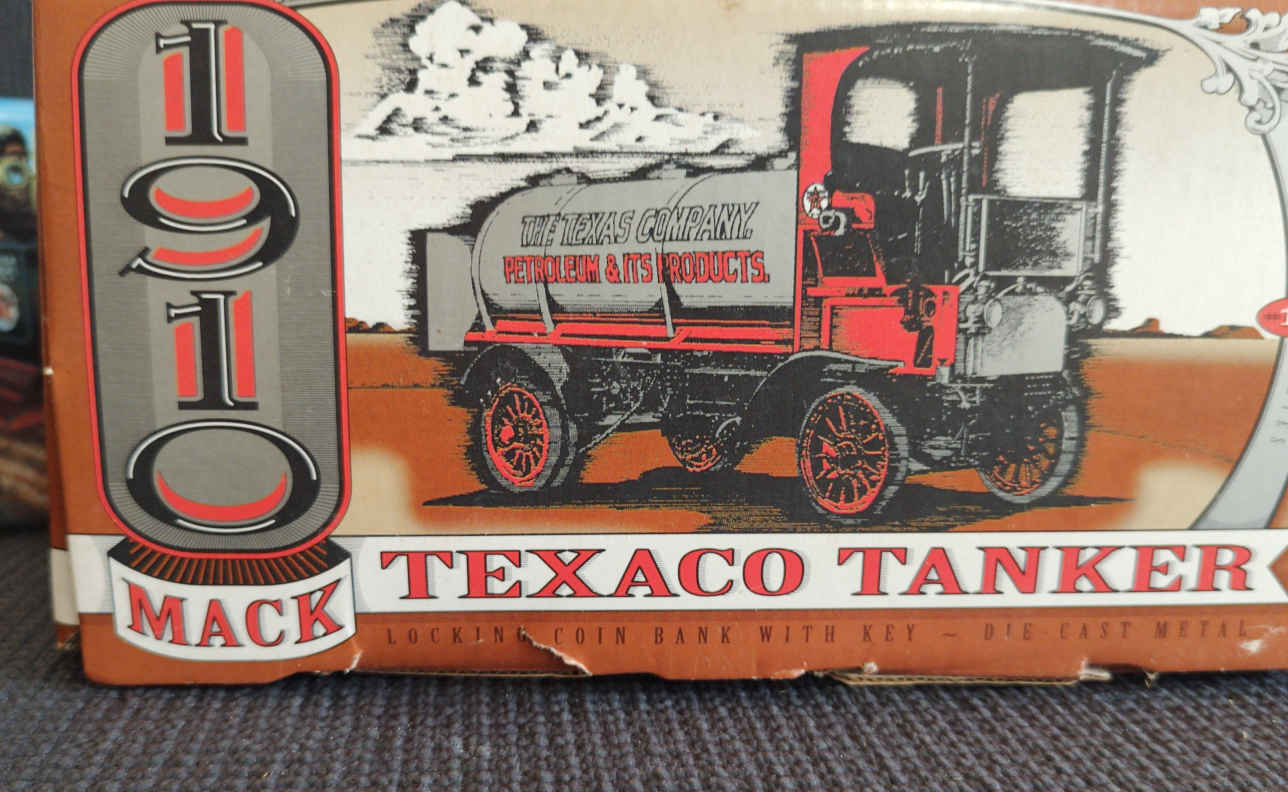 1910
MACK
THE TEXAS COMPANY.
PETROLEUM & ITS PRODUCTS.
TEXACO TANKER
LOCKING COIN BANK WITH KEY ~ DIE CAST METAL